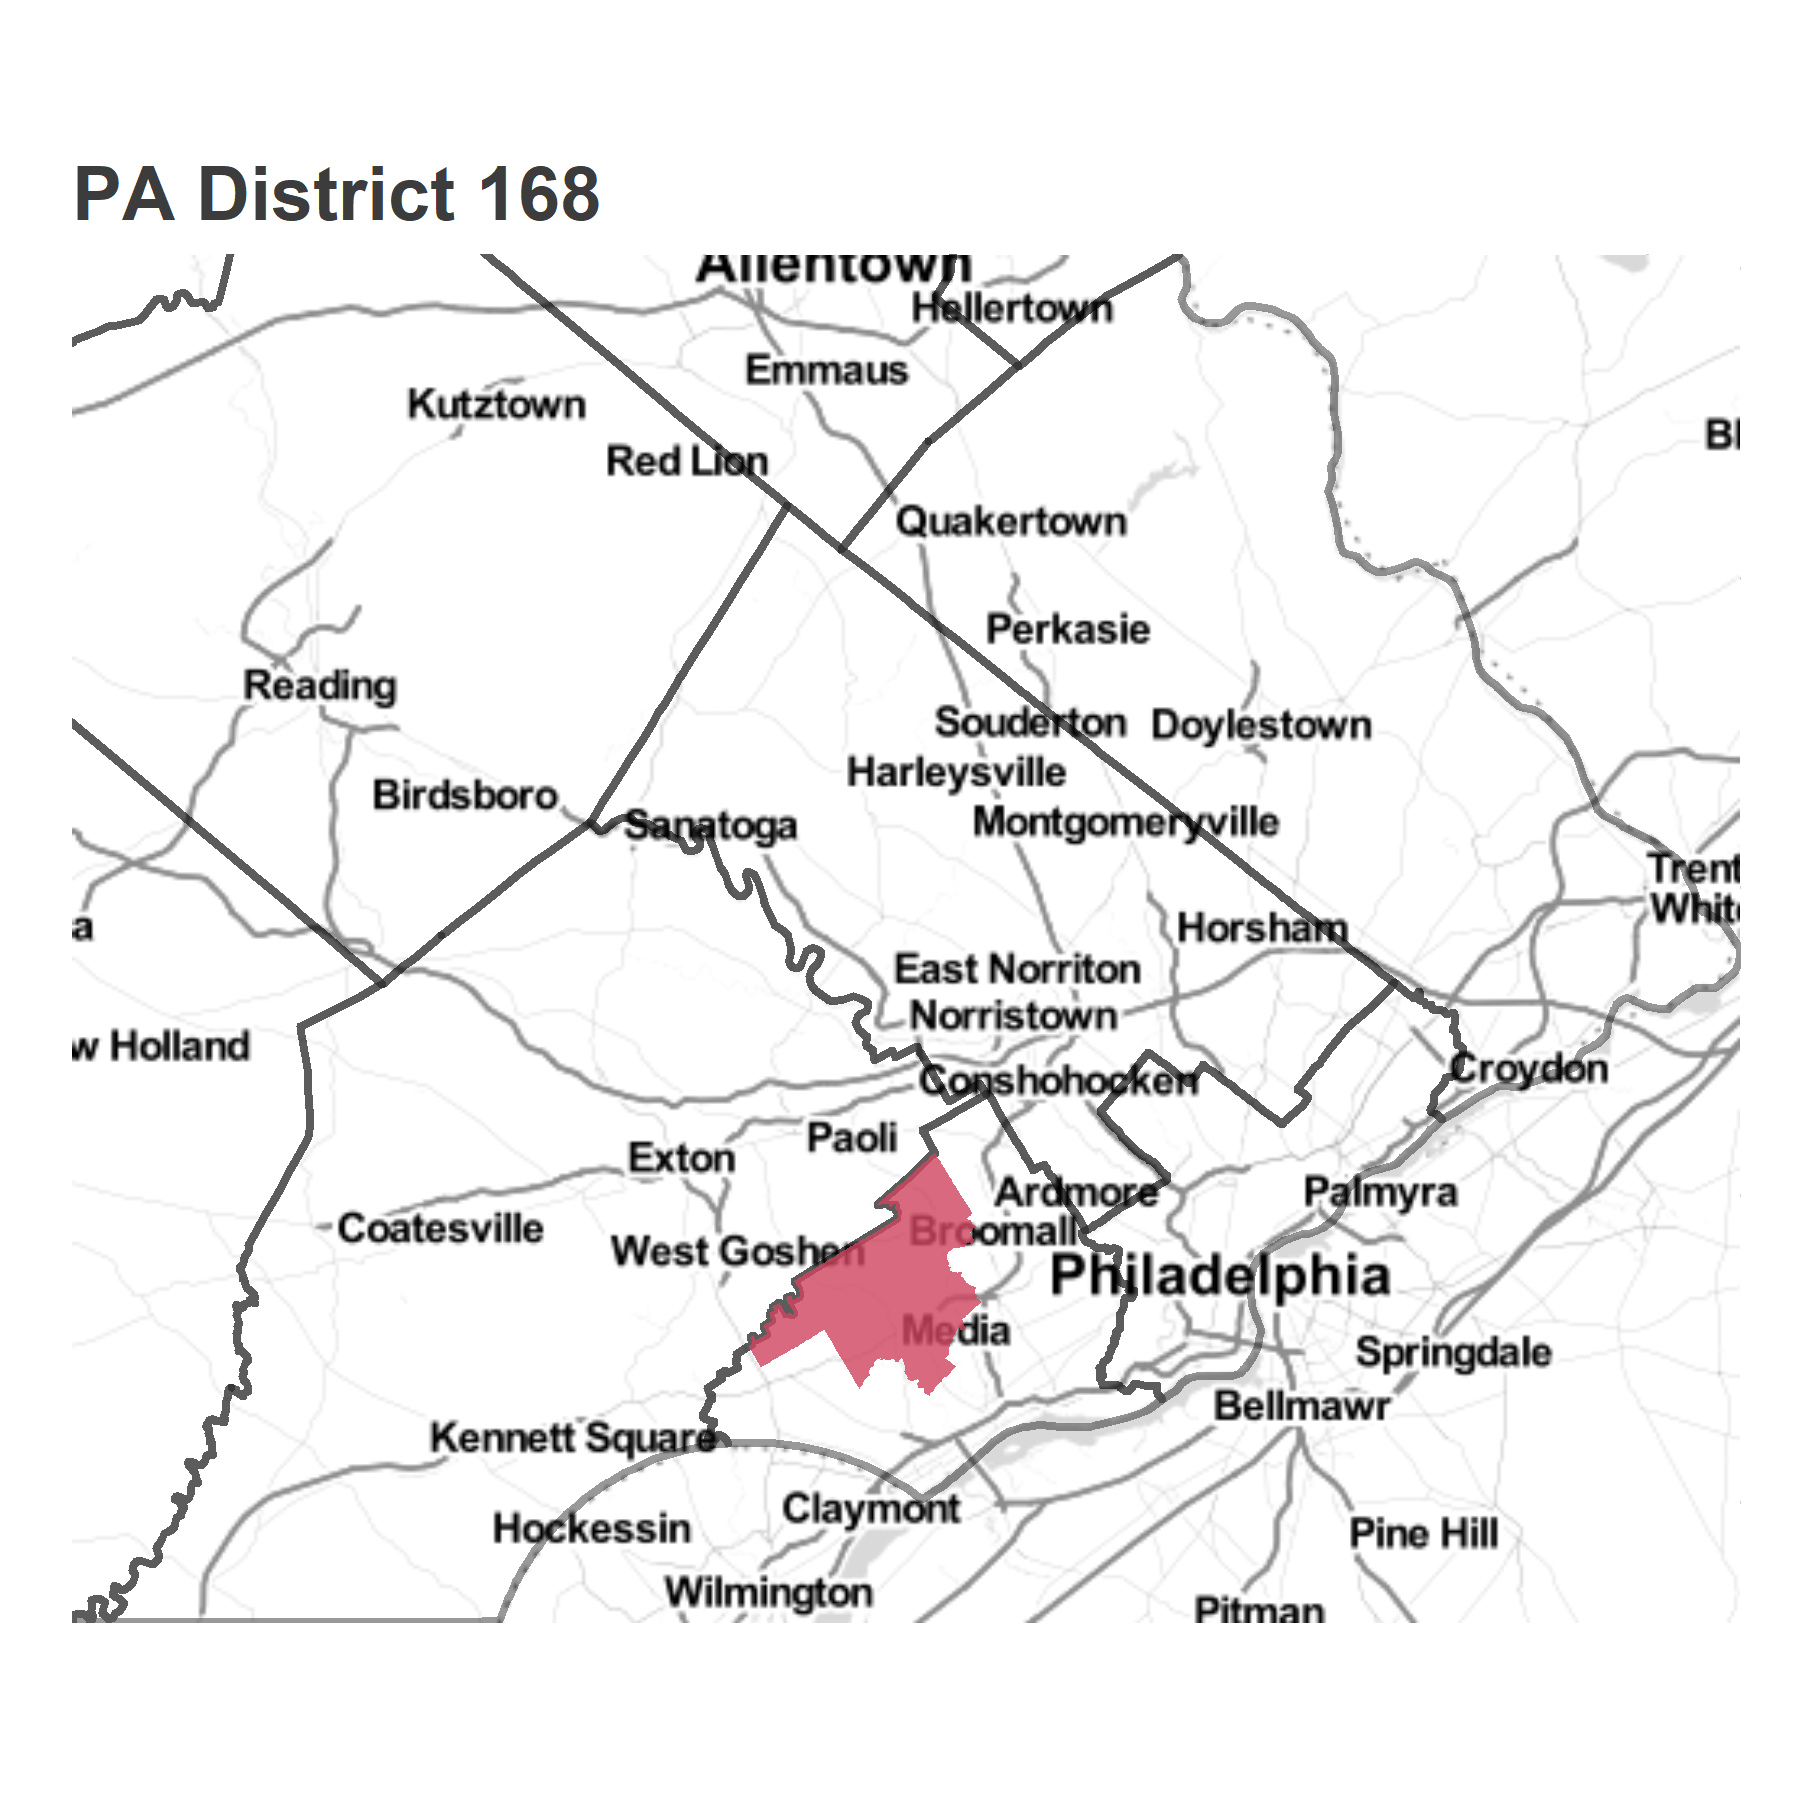 PA District 168
Allentown
Hellertown
Emmaus
Kutztown
Bl
Red Lion
Quakertown
Perkasie
Reading
Souderton
Doylestown
Harleysville
Birdsboro
Sanatoga
Montgomeryville
Trent
White
a
Horsham
East Norriton
Norristown
w Holland
Croydon
Conshohocken
Paoli
Exton
Ardmore
Palmyra
Coatesville
Broomall
West Goshen
Philadelphia
Media
Springdale
Bellmawr
Kennett Square
Claymont
Hockessin
Pine Hill
Wilmington
Pitman